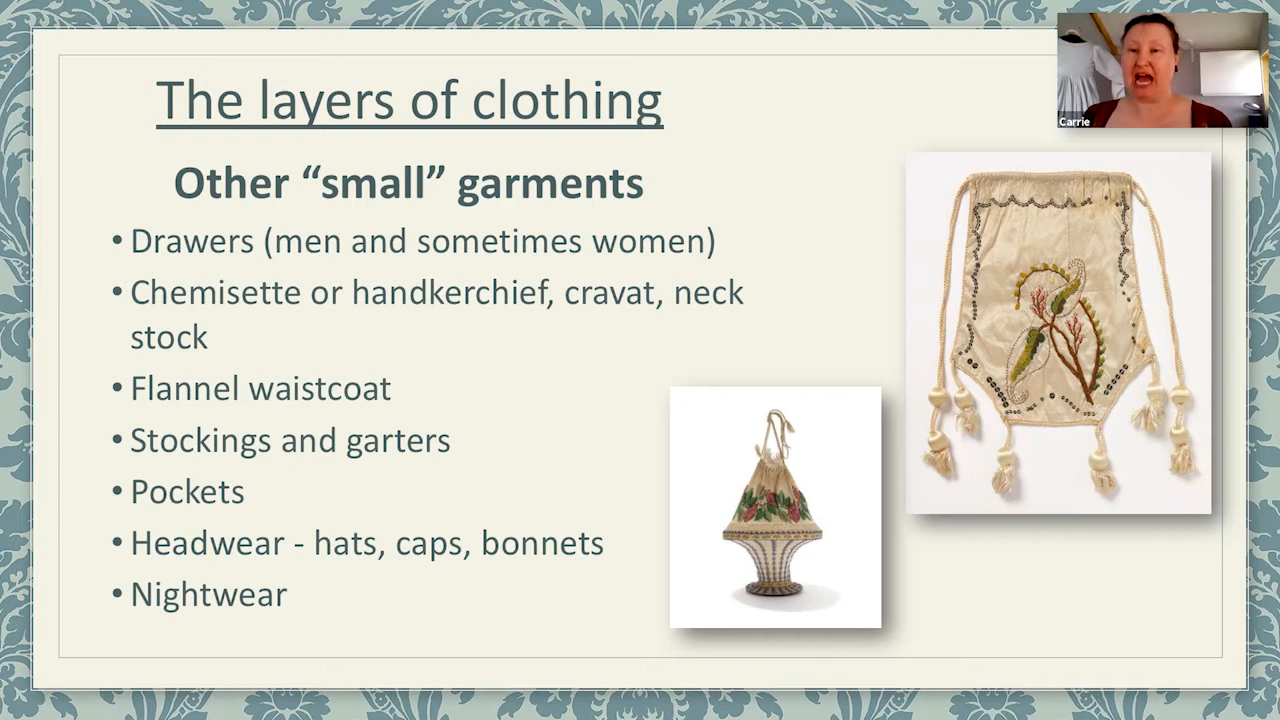 The layers of clothing
Carrie
Other “small” garments
• Drawers (men and sometimes women)
• Chemisette or handkerchief, cravat, neck
stock
• Flannel waistcoat
• Stockings and garters
• Pockets
• Headwear - hats, caps, bonnets
• Nightwear